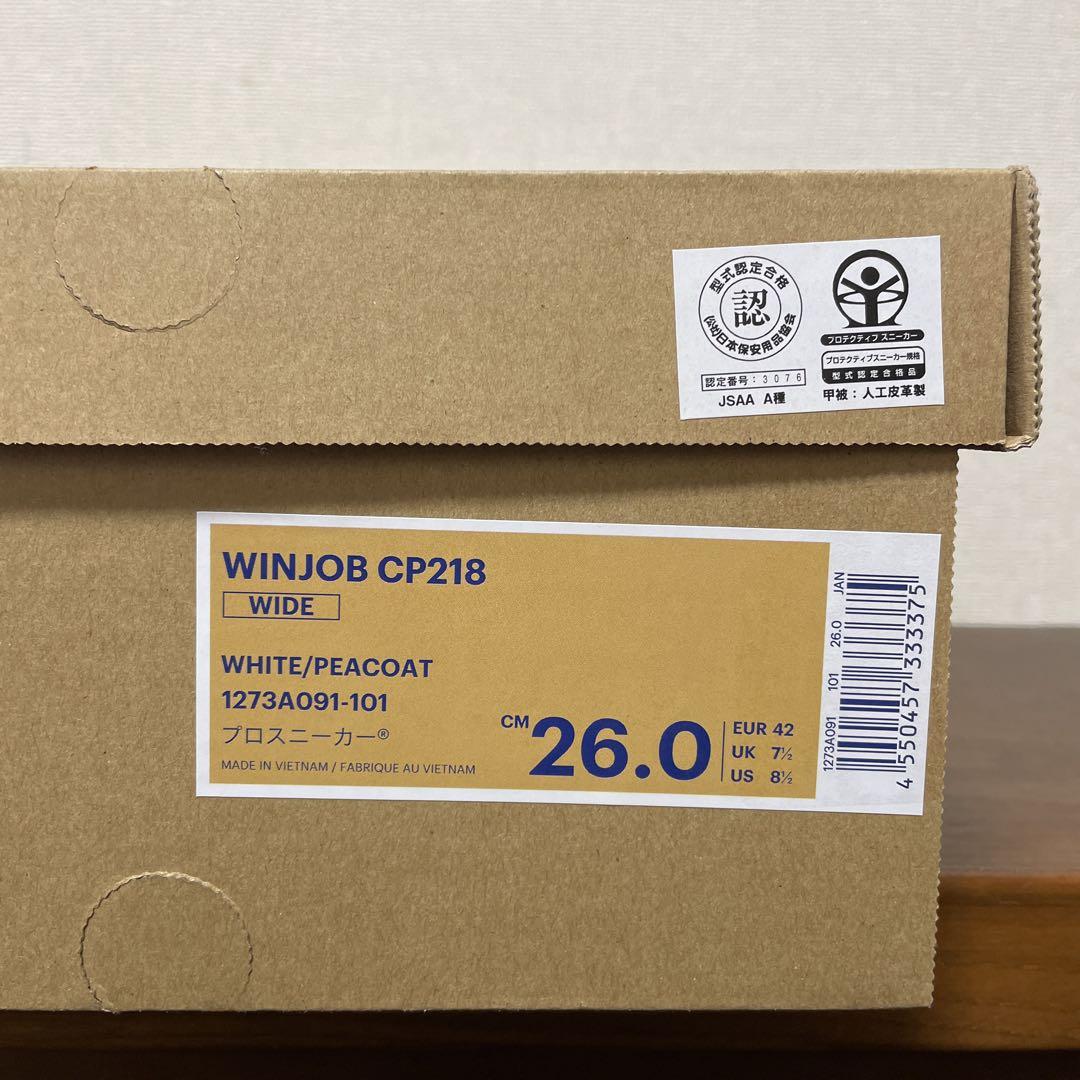 型式認定合格
認
(公社)日本保安用品協会
認定番号:3076
JSAA A種
プロテクティブ スニーカー
プロテクティブスニーカー規格
型式認定合格品
甲被:人工皮革製
WINJOB CP218
WIDE
WHITE/PEACOAT
1273A091-101
プロスニーカー®
MADE IN VIETNAM / FABRIQUE AU VIETNAM
CM 26.0
EUR 42
UK 7½
US 8½
1273A091 101 26.0 JAN
4550457333375